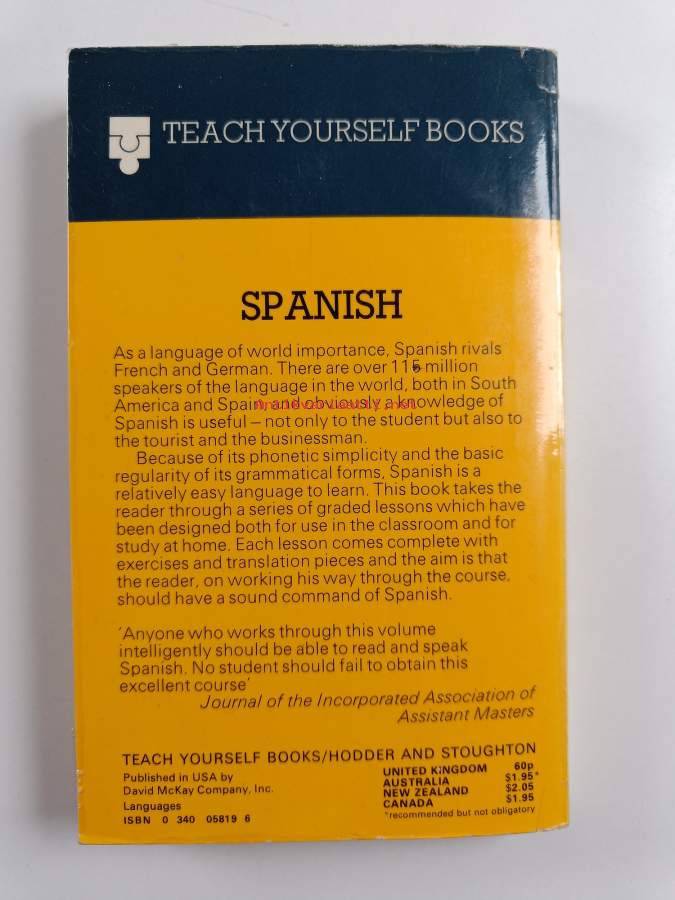 TEACH YOURSELF BOOKS
SPANISH
As a language of world importance, Spanish rivals
French and German. There are over 115 million
speakers of the language in the world, both in South
America and Spain, and obviously a knowledge of
Spanish is useful – not only to the student but also to
the tourist and the businessman.
Because of its phonetic simplicity and the basic
regularity of its grammatical forms, Spanish is a
relatively easy language to learn. This book takes the
reader through a series of graded lessons which have
been designed both for use in the classroom and for
study at home. Each lesson comes complete with
exercises and translation pieces and the aim is that
the reader, on working his way through the course,
should have a sound command of Spanish.
'Anyone who works through this volume
intelligently should be able to read and speak
Spanish. No student should fail to obtain this
excellent course'
Journal of the Incorporated Association of
Assistant Masters
TEACH YOURSELF BOOKS/HODDER AND STOUGHTON
Published in USA by
David McKay Company, Inc.
Languages
ISBN 0 340 05819 6
UNITED KINGDOM 60p
AUSTRALIA $1.95*
NEW ZEALAND $2.05
CANADA $1.95
*recommended but not obligatory